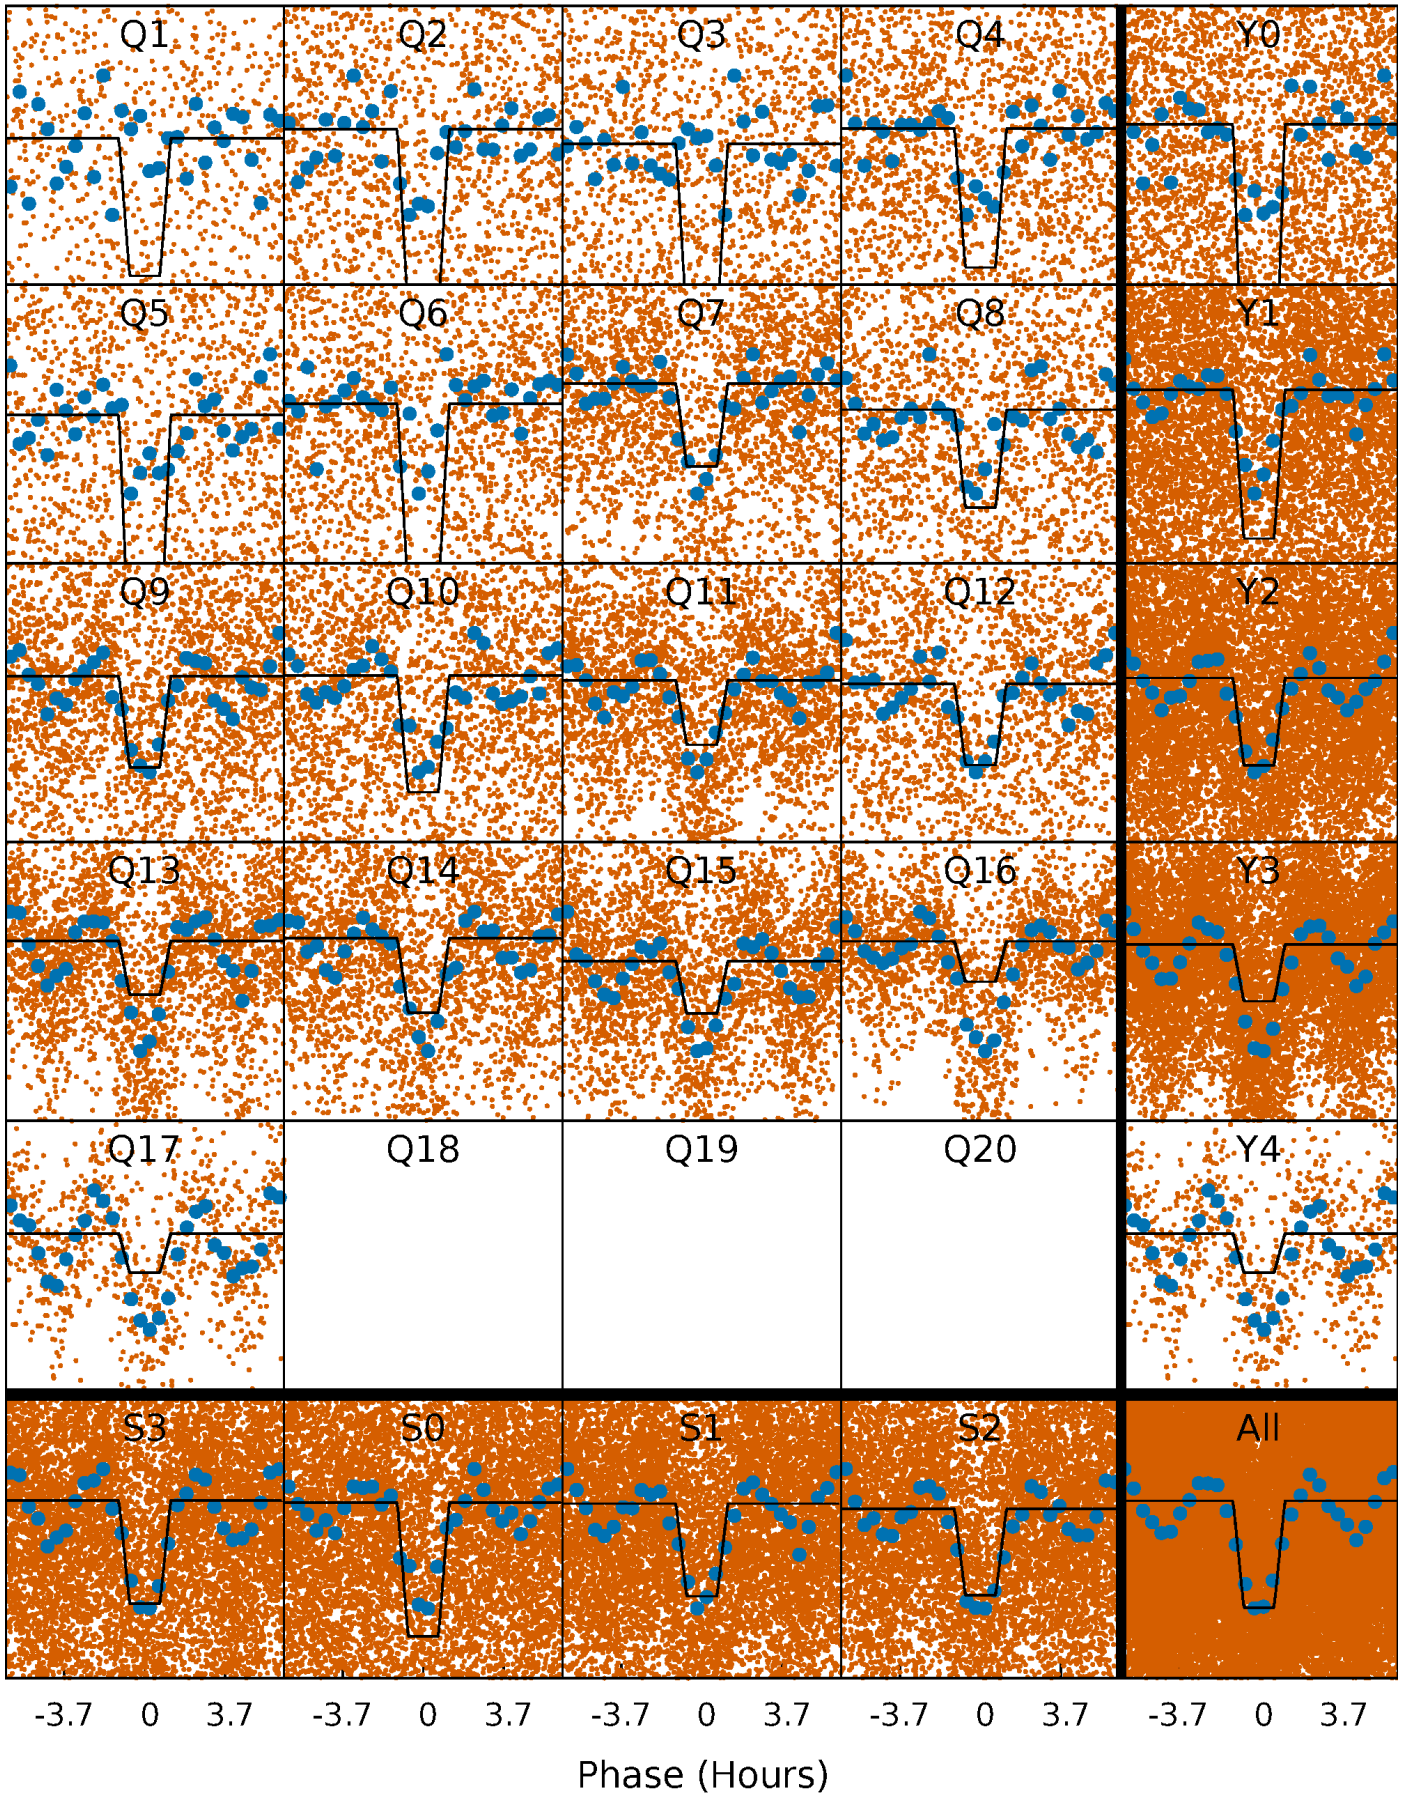 Q1 Q2 Q3 Q4 Y0
Q5 Q6 Q7 Q8 Y1
Q9 Q10 Q11 Q12 Y2
Q13 Q14 Q15 Q16 Y3
Q17 Q18 Q19 Q20 Y4
S3 S0 S1 S2 All
-3.7 0 3.7 -3.7 0 3.7 -3.7 0 3.7 -3.7 0 3.7 -3.7 0 3.7
Phase (Hours)